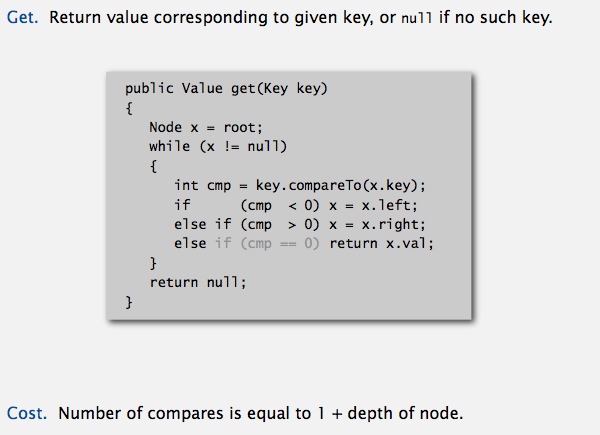 Get. Return value corresponding to given key, or null if no such key.
public Value get(Key key)
{
Node x = root;
while (x != null)
{
int cmp = key.compareTo(x.key);
if (cmp < 0) x = x.left;
else if (cmp > 0) x = x.right;
else if (cmp == 0) return x.val;
}
return null;
}
Cost. Number of compares is equal to 1 + depth of node.